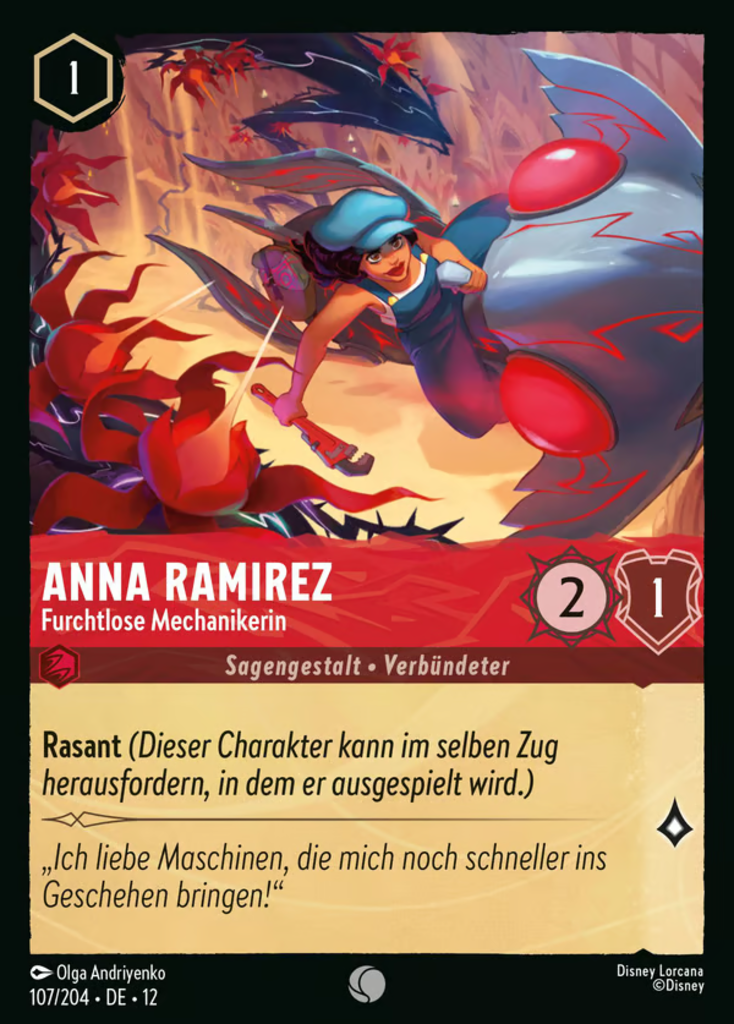 1
ANNA RAMIREZ
Furchtlose Mechanikerin
2
1
Sagengestalt • Verbündeter
Rasant (Dieser Charakter kann im selben Zug
herausfordern, in dem er ausgespielt wird.)
„Ich liebe Maschinen, die mich noch schneller ins
Geschehen bringen!“
Olga Andriyenko
107/204 • DE • 12
Disney Lorcana
©Disney